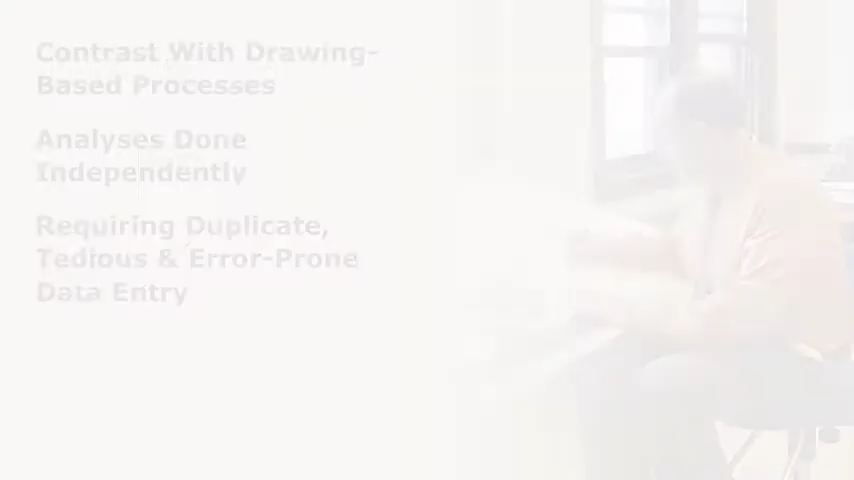 Contrast With Drawing-
Based Processes
Analyses Done
Independently
Requiring Duplicate,
Tedious & Error-Prone
Data Entry